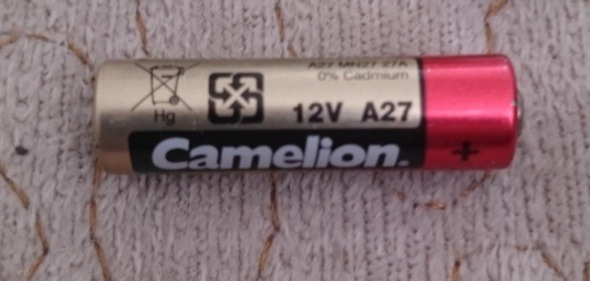 A27 MN27 27A
0% Cadmium
Hg
12V A27
Camelion.
+